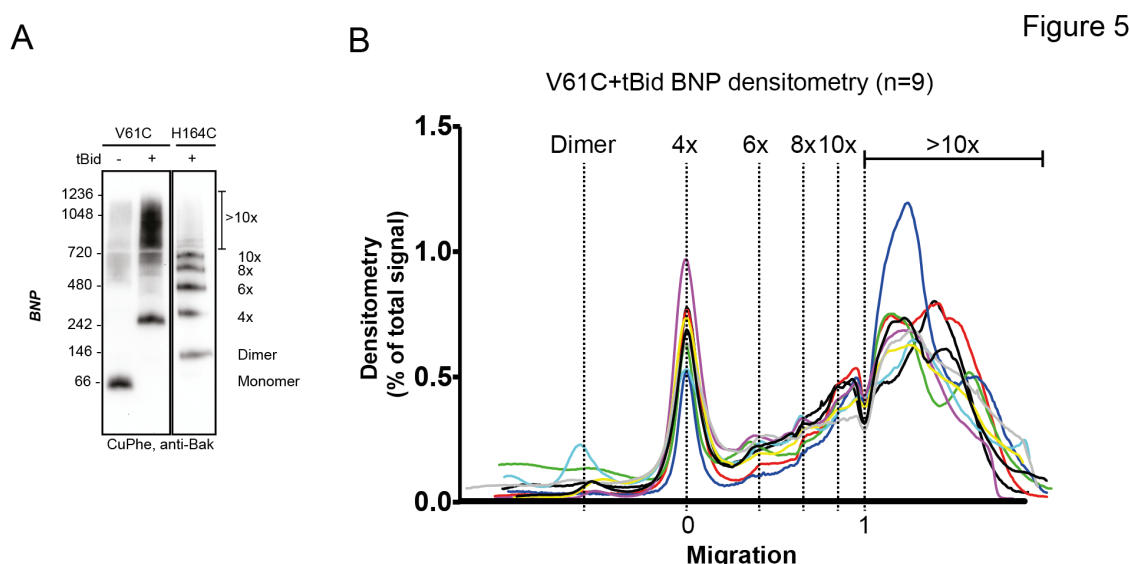 Figure 5
A
V61C H164C
tBid - + +
1236 -
1048 -
720 -
480 -
242 -
146 -
66 -
BNP
>10x
10x
8x
6x
4x
Dimer
Monomer
CuPhe, anti-Bak
B
V61C+tBid BNP densitometry (n=9)
Dimer 4x 6x 8x 10x >10x
1.5
1.0
0.5
0.0
Densitometry
(% of total signal)
0 1
Migration